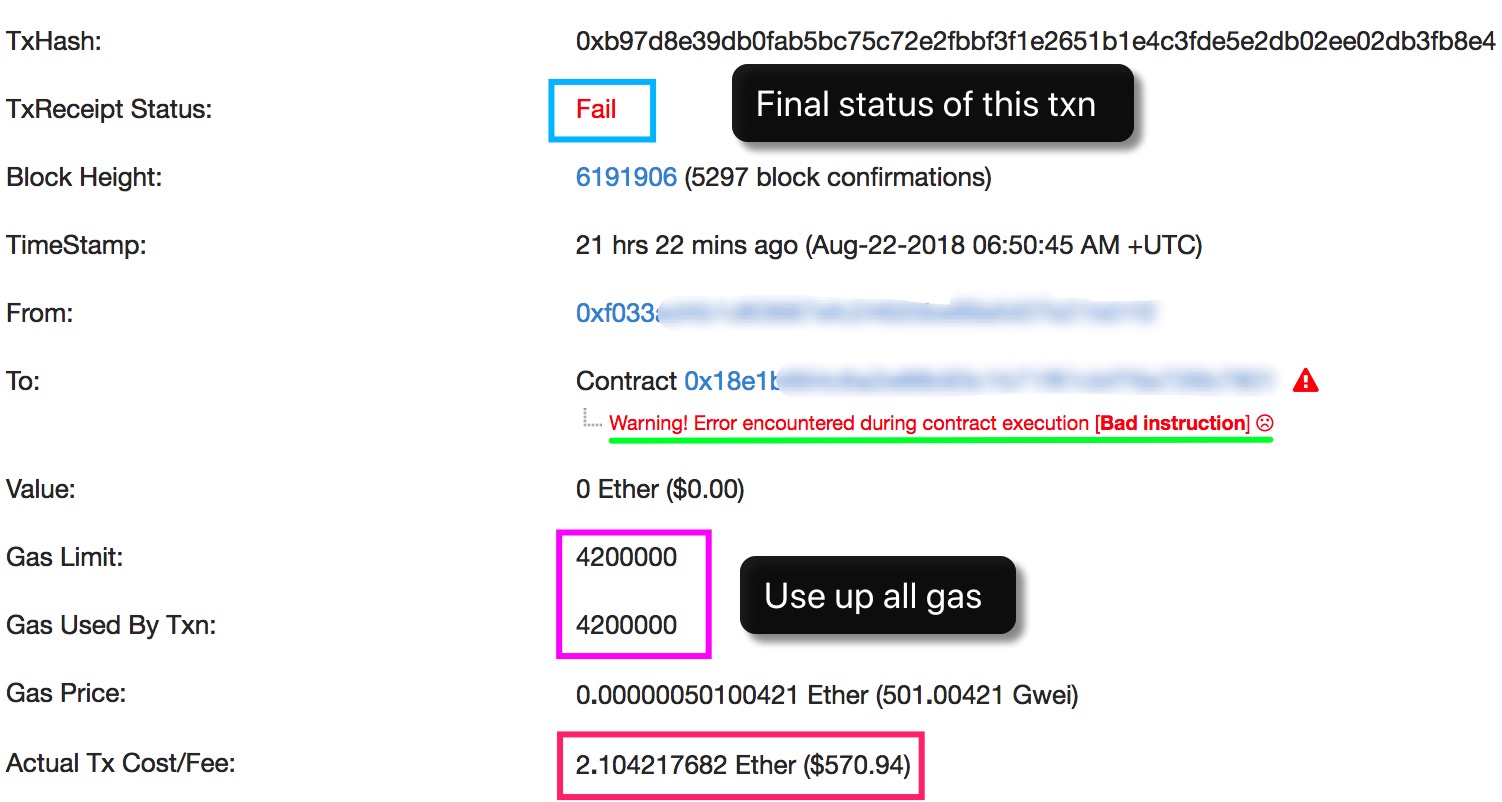 TxHash: 0xb97d8e39db0fab5bc75c72e2fbbf3f1e2651b1e4c3fde5e2db02ee02db3fb8e4
TxReceipt Status: Fail Final status of this txn
Block Height: 6191906 (5297 block confirmations)
TimeStamp: 21 hrs 22 mins ago (Aug-22-2018 06:50:45 AM +UTC)
From: 0xf033a
To: Contract 0x18e1b
Warning! Error encountered during contract execution [Bad instruction]
Value: 0 Ether ($0.00)
Gas Limit: 4200000
Use up all gas
Gas Used By Txn: 4200000
Gas Price: 0.00000050100421 Ether (501.00421 Gwei)
Actual Tx Cost/Fee: 2.104217682 Ether ($570.94)